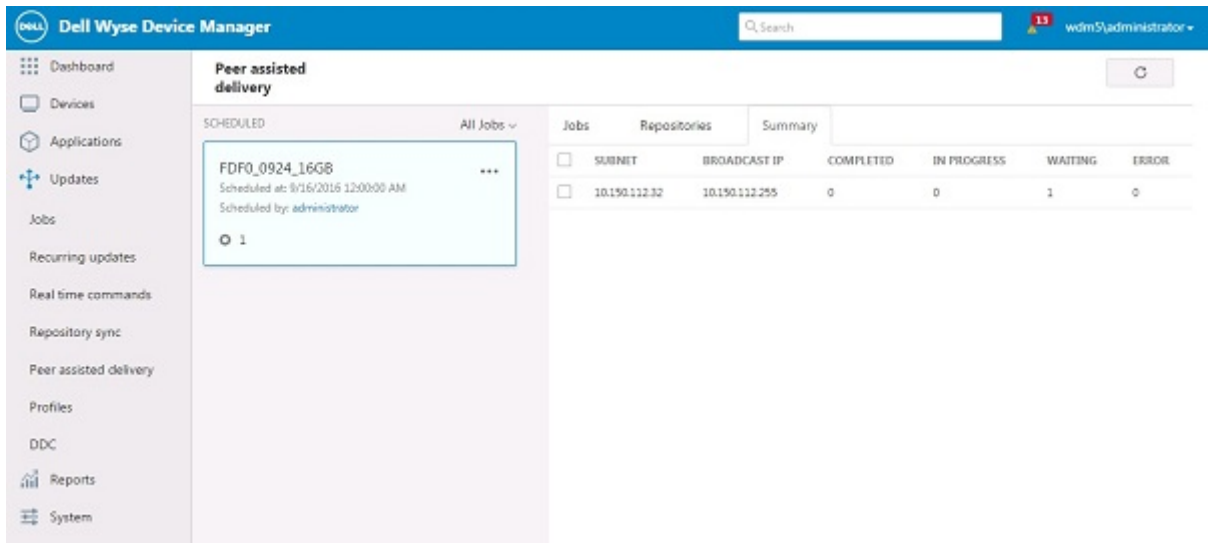 DELL
Dell Wyse Device Manager
Search
13
wdm5\administrator
Dashboard
Devices
Applications
Updates
Jobs
Recurring updates
Real time commands
Repository sync
Peer assisted delivery
Profiles
DDC
Reports
System
Peer assisted
delivery
SCHEDULED
All Jobs
FDF0_0924_16GB
...
Scheduled at: 9/16/2016 12:00:00 AM
Scheduled by: administrator
1
Jobs Repositories Summary
SUBNET BROADCAST IP COMPLETED IN PROGRESS WAITING ERROR
10.150.112.32 10.150.112.255 0 0 1 0